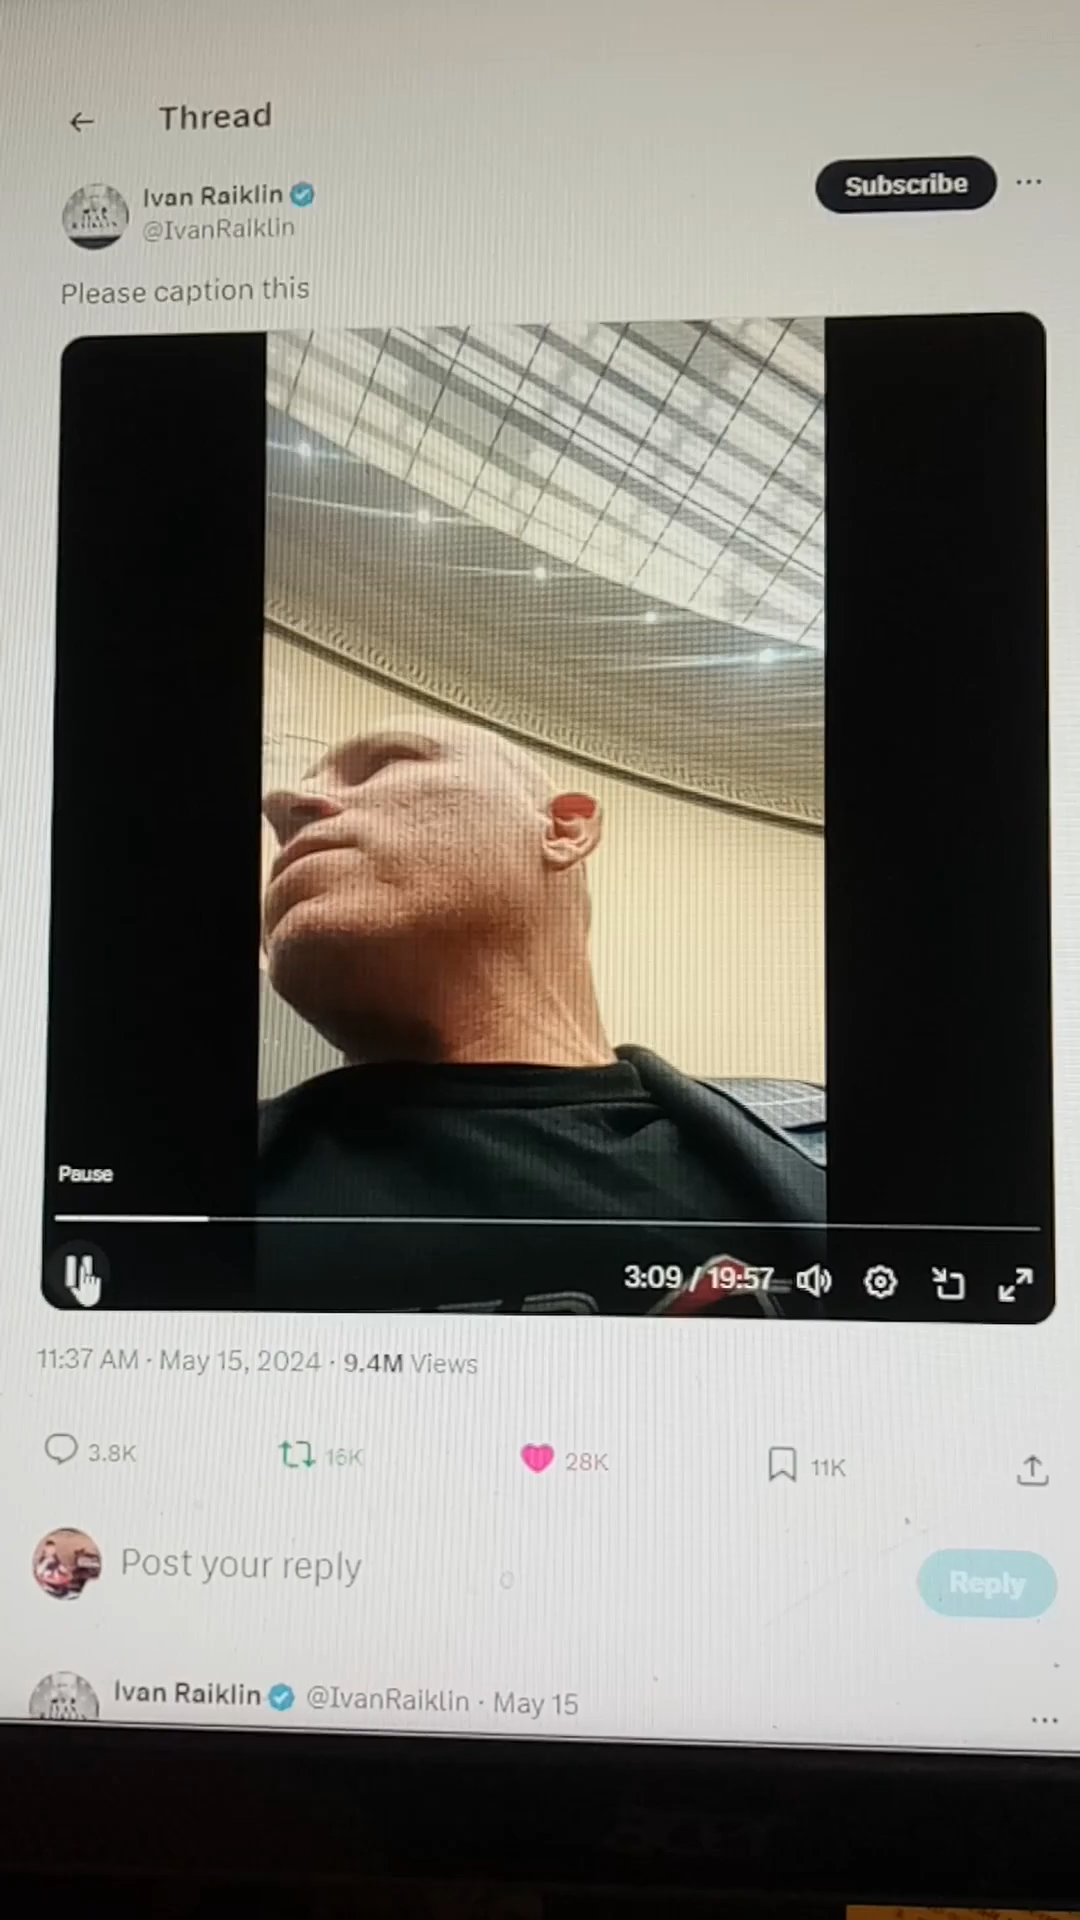 Thread
Ivan Raiklin
@IvanRaiklin
Subscribe
Please caption this
Pause
3:09 / 19:57
11:37 AM · May 15, 2024 · 9.4M Views
3.8K
16K
28K
11K
Post your reply
Reply
Ivan Raiklin @IvanRaiklin · May 15